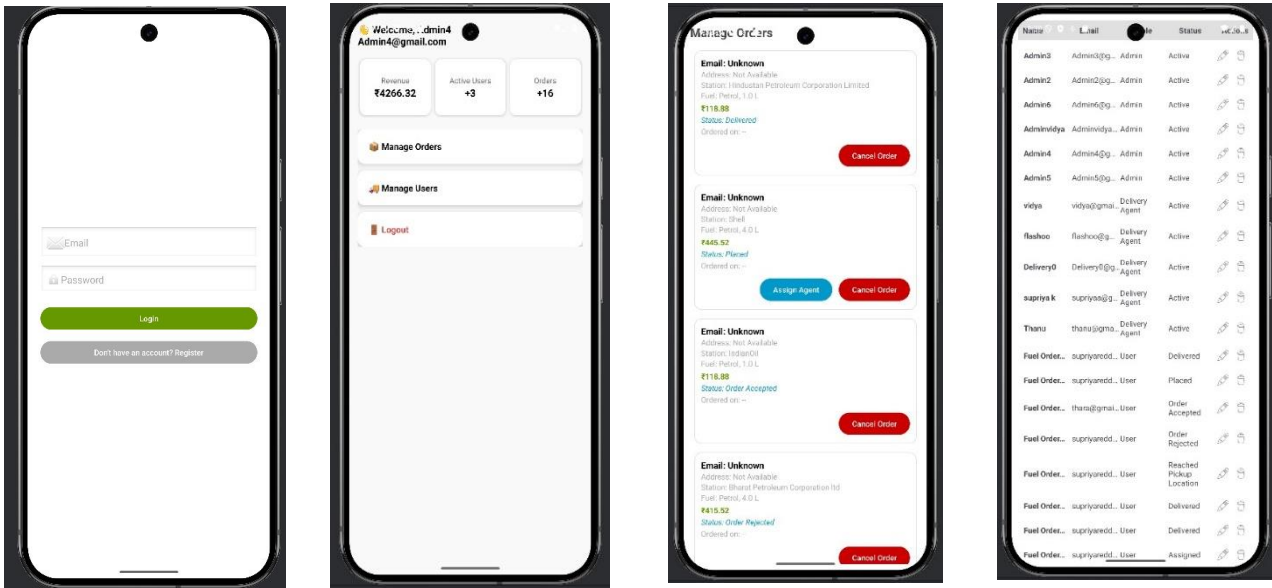 Email
Password
Login
Don't have an account? Register
Welcome, Admin4
Admin4@gmail.com
Revenue
₹4266.32
Active Users
+3
Orders
+16
Manage Orders
Manage Users
Logout
Manage Orders
Email: Unknown
Address: Not Available
Station: Hindustan Petroleum Corporation Limited
Fuel: Petrol, 1.0 L
₹118.88
Status: Delivered
Ordered on: --
Cancel Order
Email: Unknown
Address: Not Available
Station: Shell
Fuel: Petrol, 4.0 L
₹445.52
Status: Placed
Ordered on: --
Assign Agent Cancel Order
Email: Unknown
Address: Not Available
Station: IndianOil
Fuel: Petrol, 1.0 L
₹118.88
Status: Order Accepted
Ordered on: --
Cancel Order
Email: Unknown
Address: Not Available
Station: Bharat Petroleum Corporation ltd
Fuel: Petrol, 4.0 L
₹415.52
Status: Order Rejected
Ordered on: --
Cancel Order
Name Email Status Actions
Admin3 Admin3@g... Admin Active
Admin2 Admin2@g... Admin Active
Admin6 Admin6@g... Admin Active
Adminvidya Adminvidya... Admin Active
Admin4 Admin4@g... Admin Active
Admin5 Admin5@g... Admin Active
vidya vidya@gmai... Delivery Agent Active
flashoo flashoo@g... Delivery Agent Active
Delivery0 Delivery0@g... Delivery Agent Active
supriya k supriyaa@g... Delivery Agent Active
Thanu thanu@gma... Delivery Agent Active
Fuel Order... supriyaredd... User Delivered
Fuel Order... supriyaredd... User Placed
Fuel Order... thara@gmai... User Order Accepted
Fuel Order... supriyaredd... User Order Rejected
Fuel Order... supriyaredd... User Reached Pickup Location
Fuel Order... supriyaredd... User Delivered
Fuel Order... supriyaredd... User Delivered
Fuel Order... supriyaredd... User Assigned